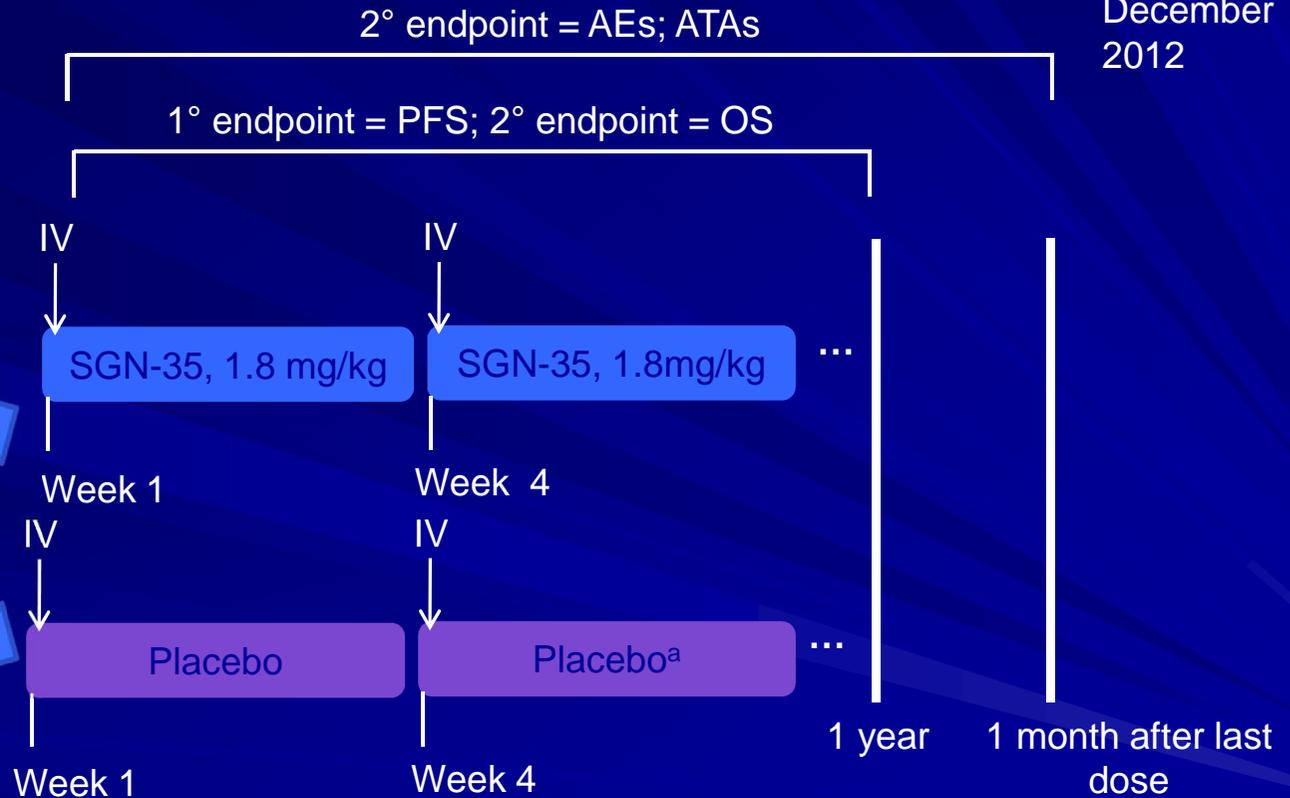 December
2012
2° endpoint = AEs; ATAs
1° endpoint = PFS; 2° endpoint = OS
IV
IV
SGN-35, 1.8 mg/kg
SGN-35, 1.8mg/kg
...
Week 1
Week 4
IV
IV
Placebo
Placeboᵃ
...
1 year
1 month after last
dose
Week 1
Week 4